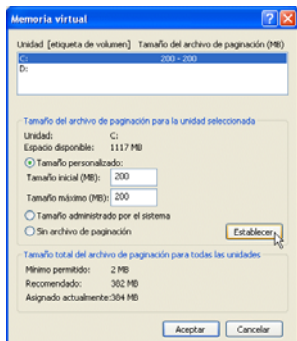 Memoria virtual
Unidad [etiqueta de volumen] Tamaño del archivo de paginación (MB)
C: 200 - 200
D:
Tamaño del archivo de paginación para la unidad seleccionada
Unidad: C:
Espacio disponible: 1117 MB
Tamaño personalizado:
Tamaño inicial (MB): 200
Tamaño máximo (MB): 200
Tamaño administrado por el sistema
Sin archivo de paginación
Establecer
Tamaño total del archivo de paginación para todas las unidades
Mínimo permitido: 2 MB
Recomendado: 382 MB
Asignado actualmente: 384 MB
Aceptar Cancelar